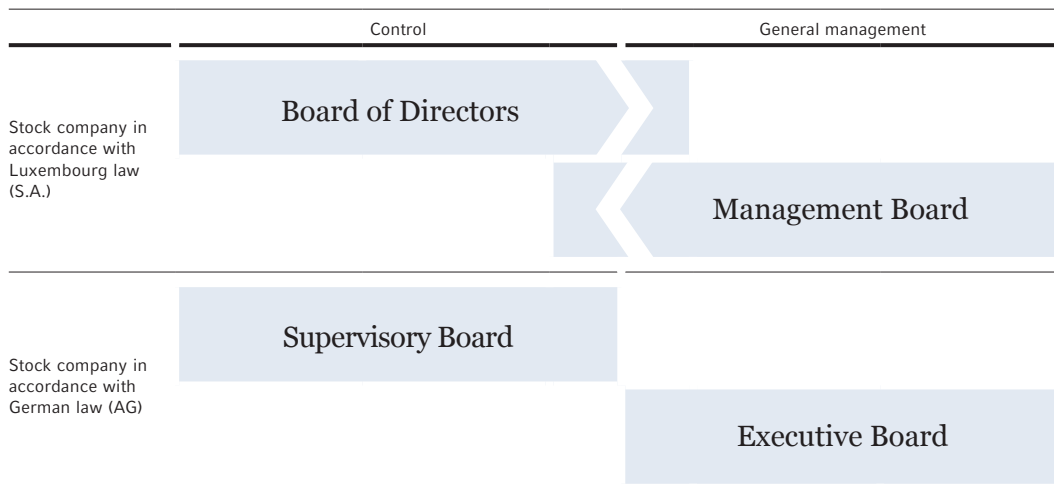 Control
General management
Stock company in
accordance with
Luxembourg law
(S.A.)
Board of Directors
Management Board
Stock company in
accordance with
German law (AG)
Supervisory Board
Executive Board